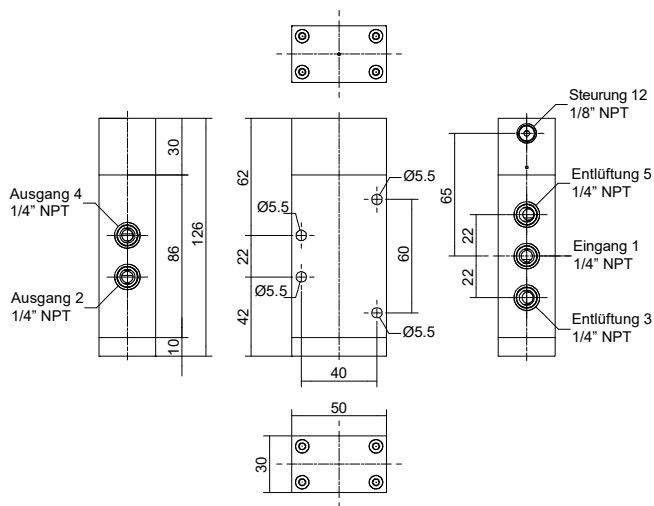 Ausgang 4
1/4” NPT
Ausgang 2
1/4” NPT
30
86
10
126
62
22
42
Ø5.5
Ø5.5
Ø5.5
Ø5.5
60
40
50
30
65
22
22
Steurung 12
1/8” NPT
Entlüftung 5
1/4” NPT
Eingang 1
1/4” NPT
Entlüftung 3
1/4” NPT